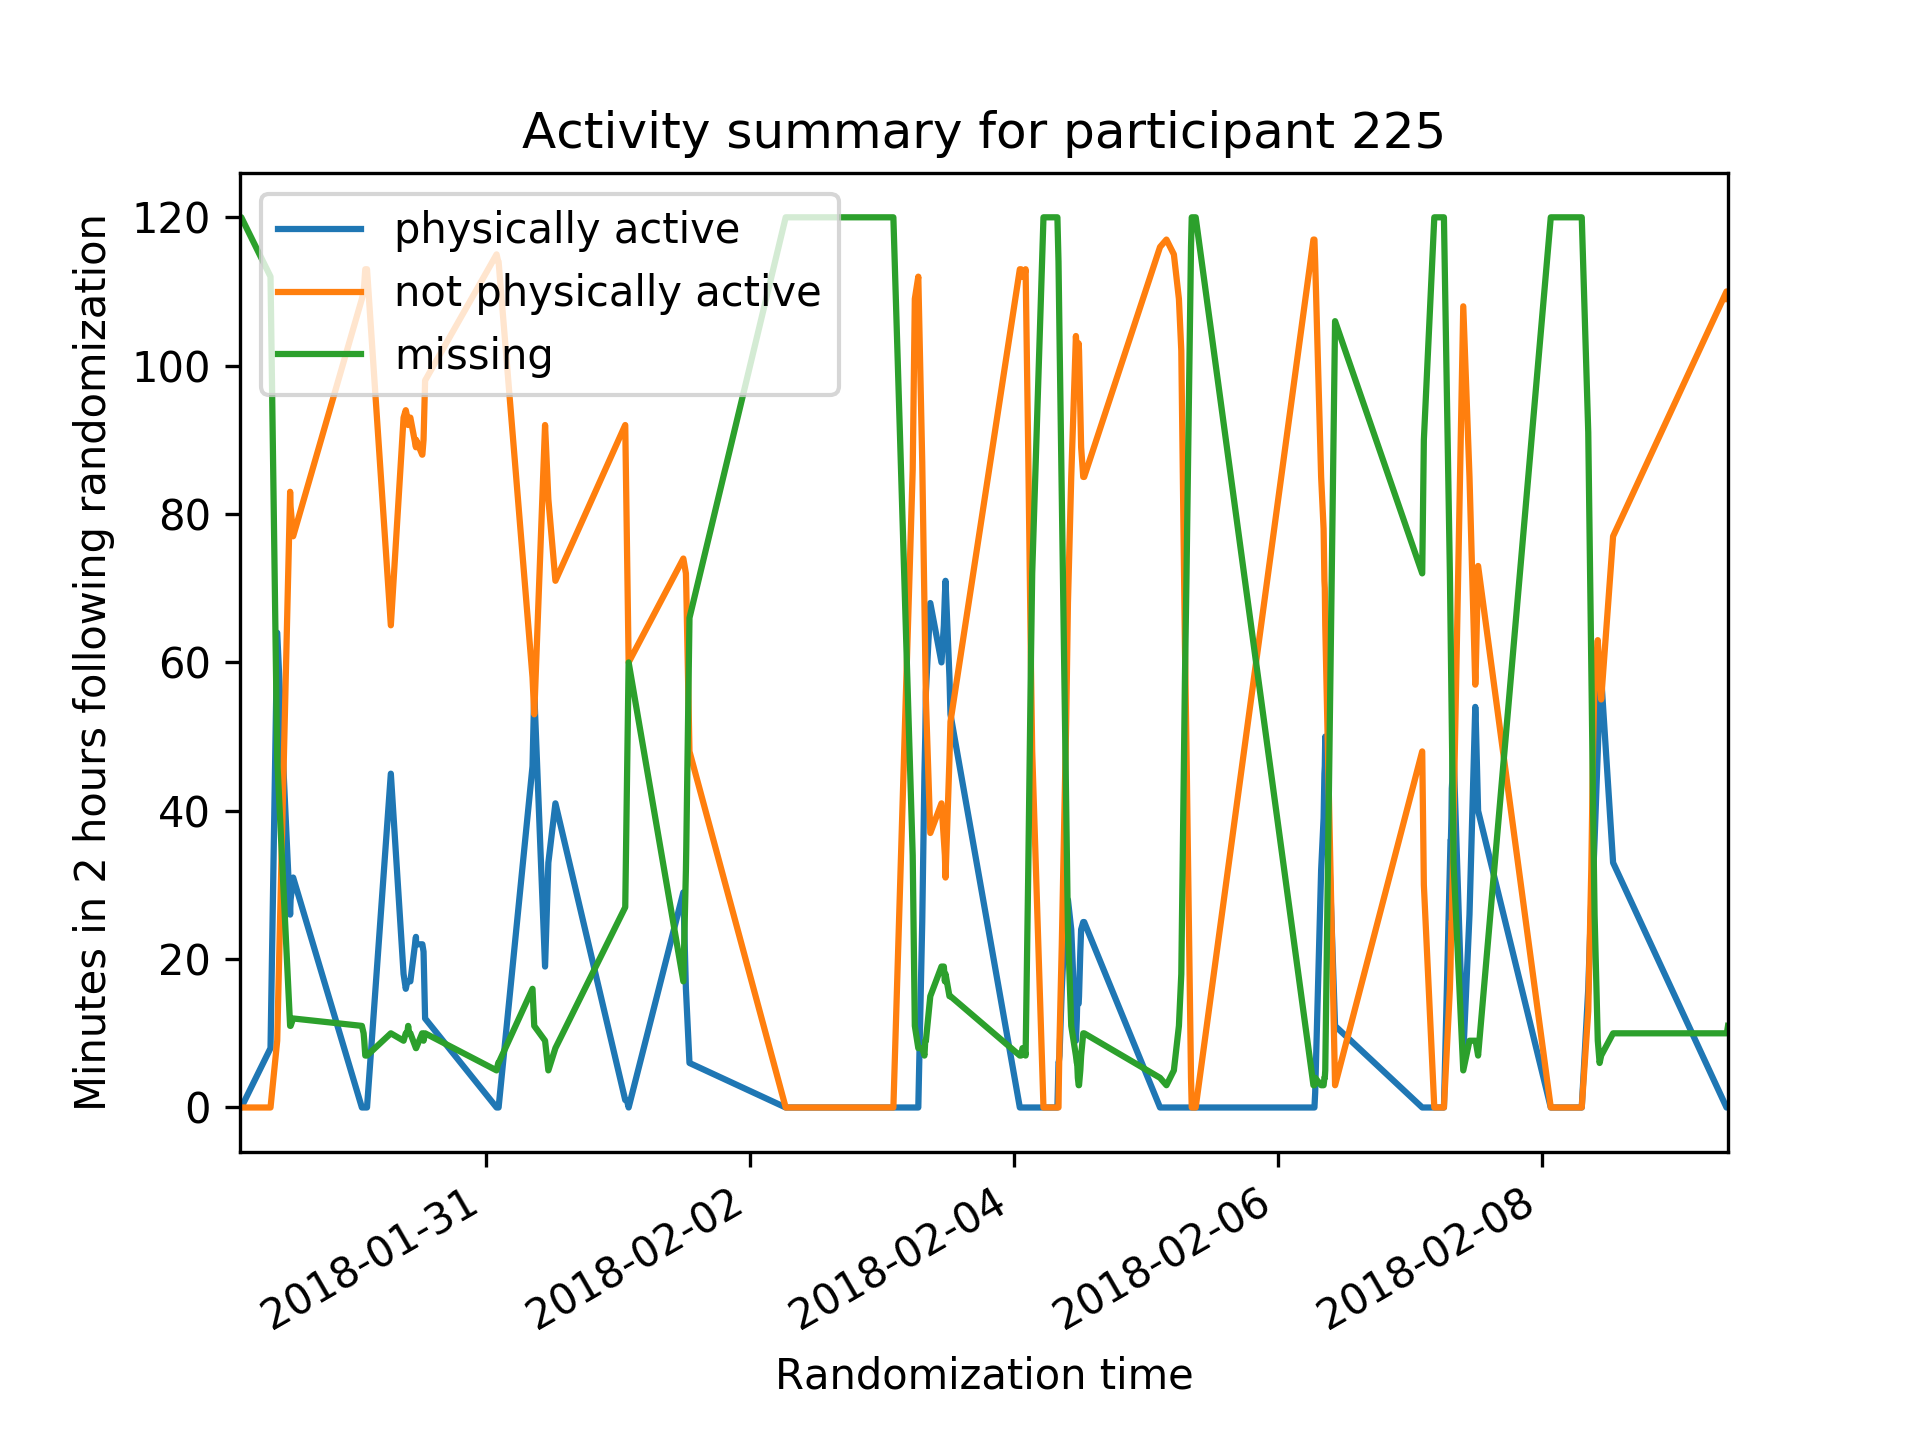 Activity summary for participant 225
physically active
not physically active
missing
Minutes in 2 hours following randomization
120
100
80
60
40
20
0
2018-01-31
2018-02-02
2018-02-04
2018-02-06
2018-02-08
Randomization time